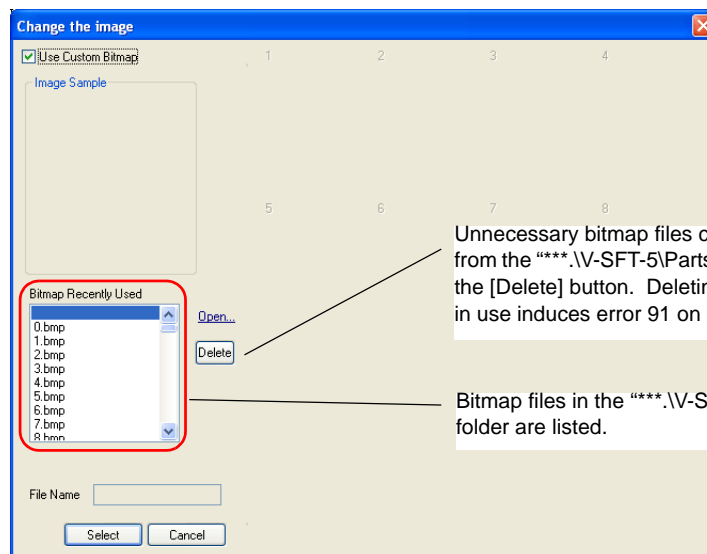 Change the image
Use Custom Bitmap
1 2 3 4
Image Sample
5 6 7 8
Unnecessary bitmap files
from the “***.\V-SFT-5\Parts
the [Delete] button. Deletin
in use induces error 91 on
Bitmap Recently Used
Open...
Delete
0.bmp
1.bmp
2.bmp
3.bmp
4.bmp
5.bmp
6.bmp
7.bmp
8.bmp
Bitmap files in the “***.\V-S
folder are listed.
File Name
Select Cancel